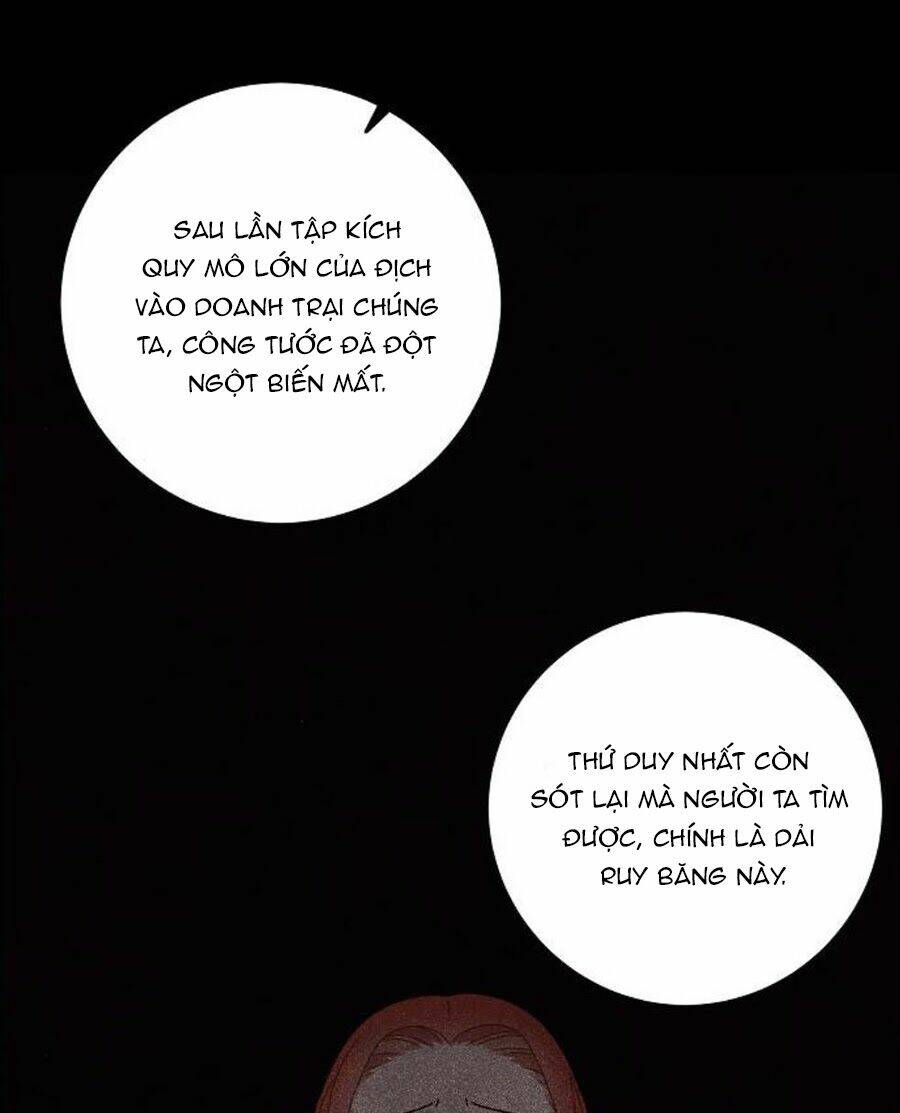 SAU LẦN TẬP KÍCH
QUY MÔ LỚN CỦA ĐỊCH
VÀO DOANH TRẠI CHÚNG
TA, CÔNG TƯỚC ĐÃ ĐỘT
NGỘT BIẾN MẤT.
THỨ DUY NHẤT CÒN
SÓT LẠI MÀ NGƯỜI TA TÌM
ĐƯỢC, CHÍNH LÀ DẢI
RUY BĂNG NÀY.